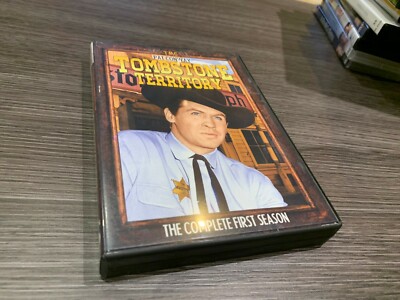 TOMBSTONE
TERRITORY
THE COMPLETE FIRST SEASON